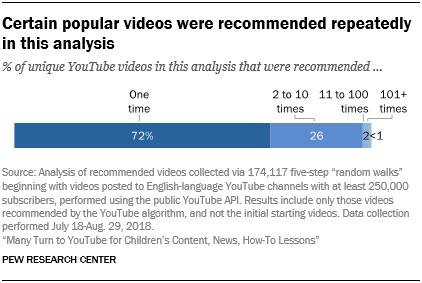 Certain popular videos were recommended repeatedly
in this analysis
% of unique YouTube videos in this analysis that were recommended ...
One
time
2 to 10
times
11 to 100
times
101+
times
72%
26
2
<1
Source: Analysis of recommended videos collected via 174,117 five-step “random walks”
beginning with videos posted to English-language YouTube channels with at least 250,000
subscribers, performed using the public YouTube API. Results include only those videos
recommended by the YouTube algorithm, and not the initial starting videos. Data collection
performed July 18-Aug. 29, 2018.
“Many Turn to YouTube for Children’s Content, News, How-To Lessons”
PEW RESEARCH CENTER